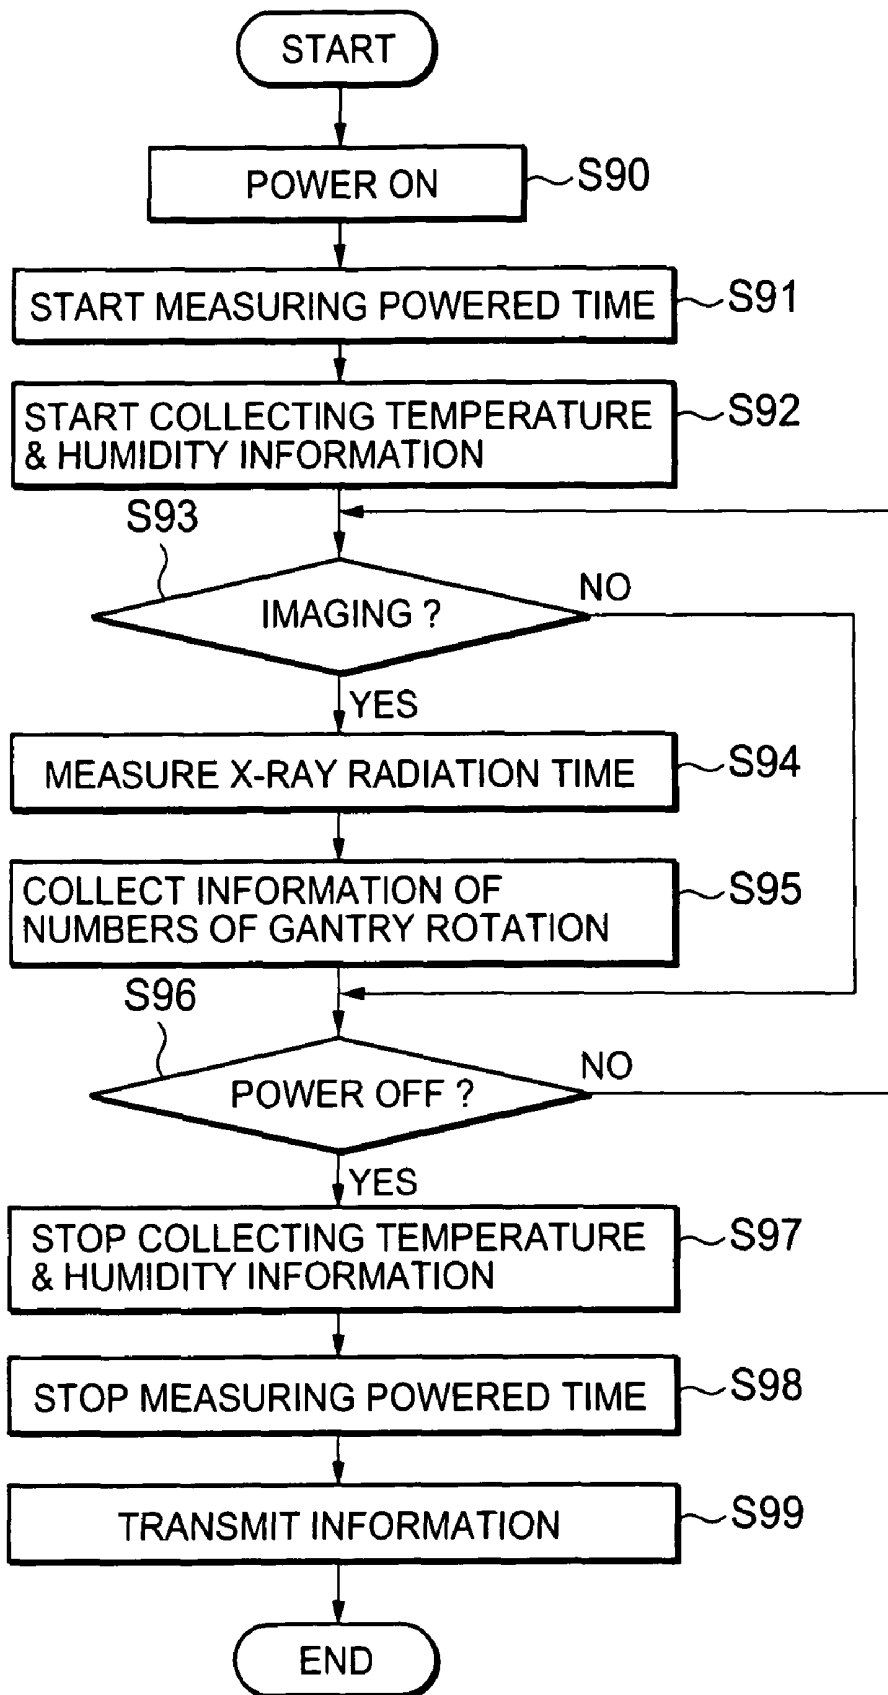 START
POWER ON
S90
START MEASURING POWERED TIME
S91
START COLLECTING TEMPERATURE
& HUMIDITY INFORMATION
S92
S93
IMAGING ?
NO
YES
MEASURE X-RAY RADIATION TIME
S94
COLLECT INFORMATION OF
NUMBERS OF GANTRY ROTATION
S95
S96
POWER OFF ?
NO
YES
STOP COLLECTING TEMPERATURE
& HUMIDITY INFORMATION
S97
STOP MEASURING POWERED TIME
S98
TRANSMIT INFORMATION
S99
END